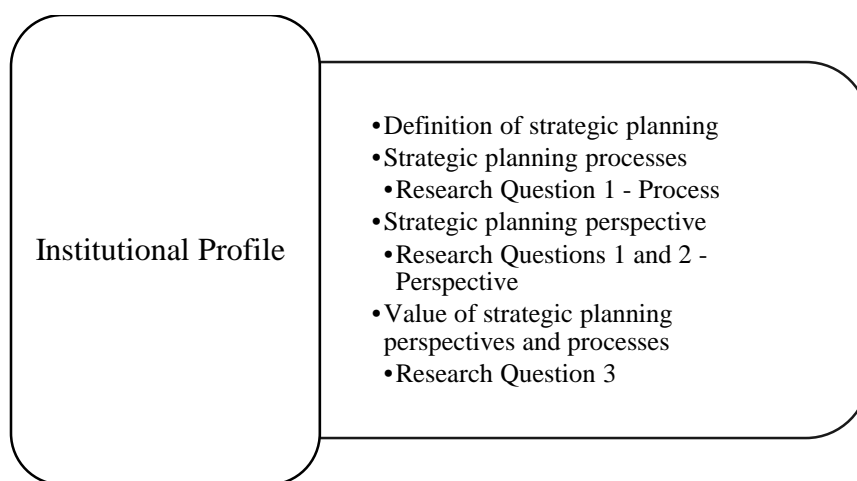 Institutional Profile
•Definition of strategic planning
•Strategic planning processes
•Research Question 1 - Process
•Strategic planning perspective
•Research Questions 1 and 2 -
Perspective
•Value of strategic planning
perspectives and processes
•Research Question 3